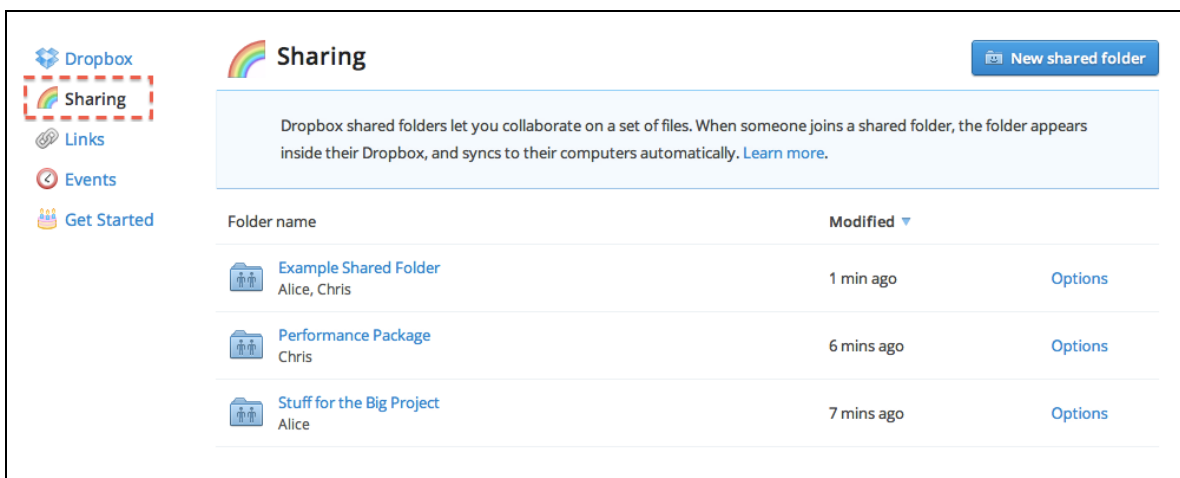 Dropbox
Sharing
Links
Events
Get Started
Sharing
New shared folder
Dropbox shared folders let you collaborate on a set of files. When someone joins a shared folder, the folder appears
inside their Dropbox, and syncs to their computers automatically. Learn more.
Folder name Modified
Example Shared Folder
Alice, Chris
1 min ago Options
Performance Package
Chris
6 mins ago Options
Stuff for the Big Project
Alice
7 mins ago Options